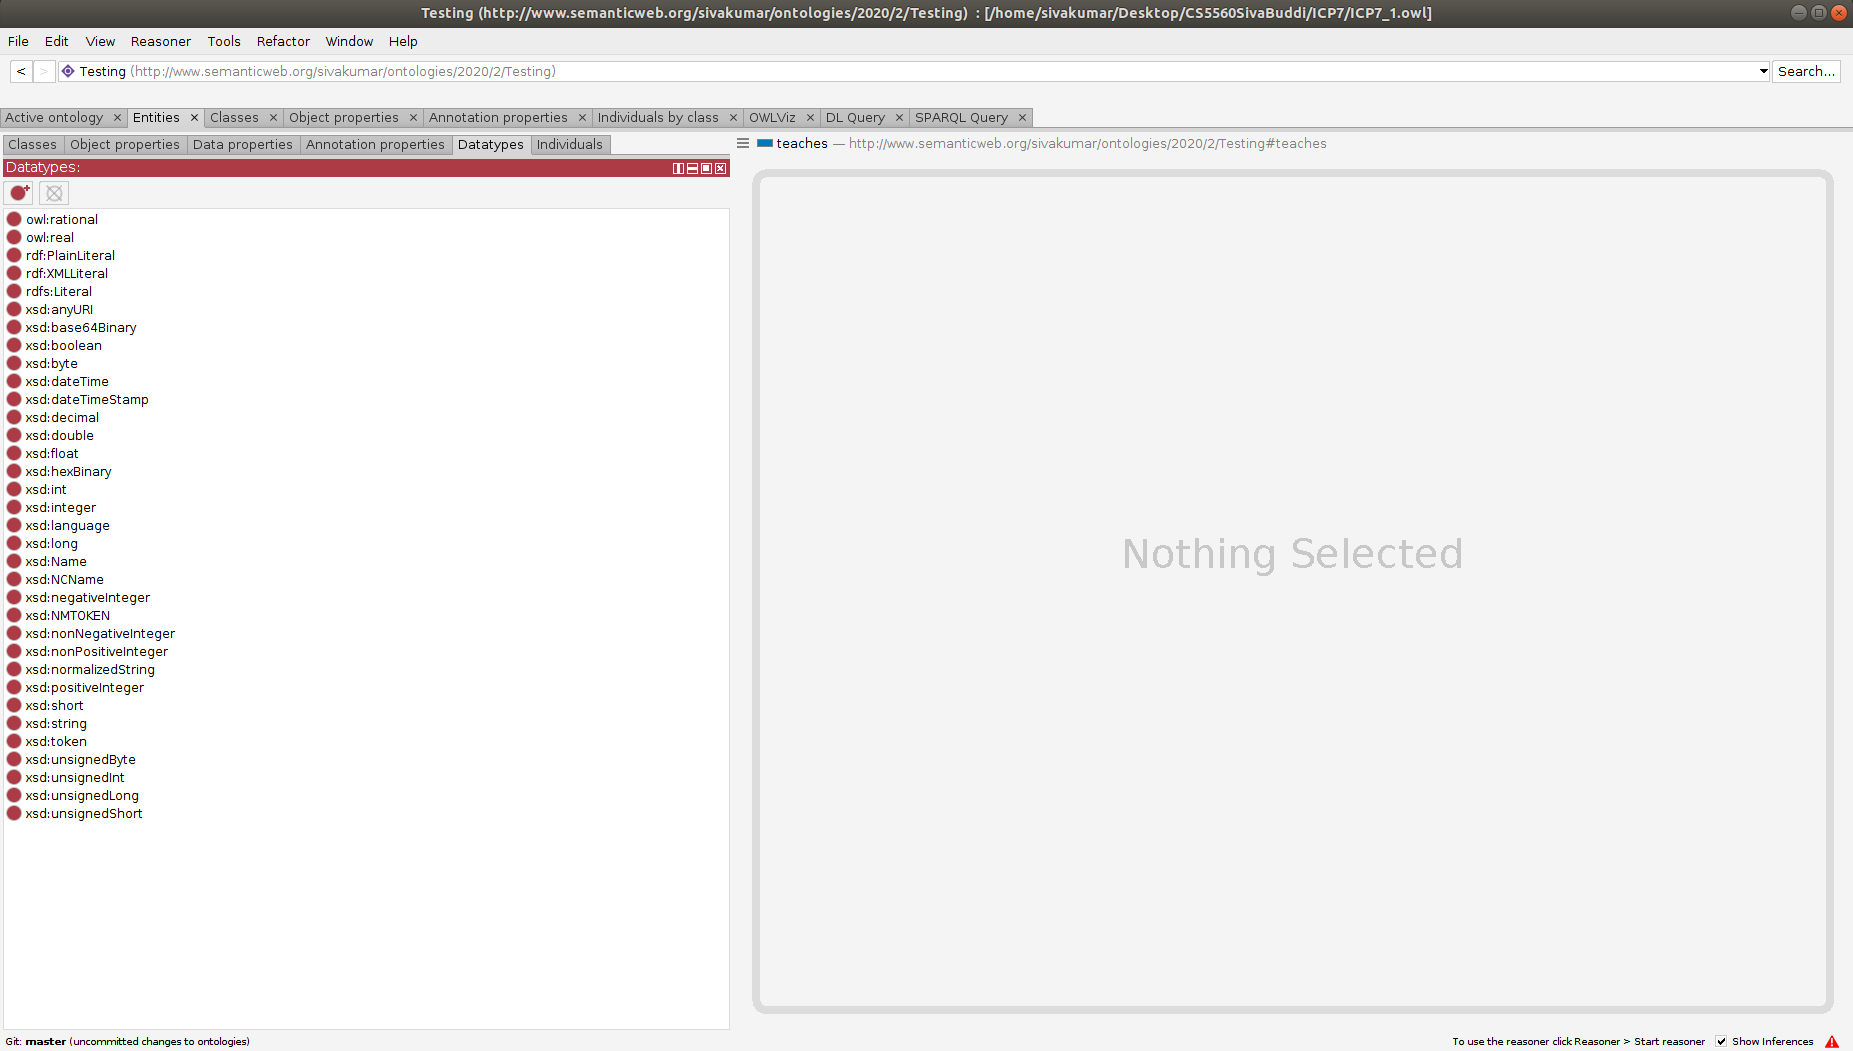 Testing (http://www.semanticweb.org/sivakumar/ontologies/2020/2/Testing) : [/home/sivakumar/Desktop/CS5560SivaBuddi/ICP7/ICP7_1.owl]
File Edit View Reasoner Tools Refactor Window Help
< > Testing (http://www.semanticweb.org/sivakumar/ontologies/2020/2/Testing) Search...
Active ontology × Entities × Classes × Object properties × Annotation properties × Individuals by class × OWLViz × DL Query × SPARQL Query ×
Classes Object properties Data properties Annotation properties Datatypes Individuals
teaches — http://www.semanticweb.org/sivakumar/ontologies/2020/2/Testing#teaches
Datatypes:
owl:rational
owl:real
rdf:PlainLiteral
rdf:XMLLiteral
rdfs:Literal
xsd:anyURI
xsd:base64Binary
xsd:boolean
xsd:byte
xsd:dateTime
xsd:dateTimeStamp
xsd:decimal
xsd:double
xsd:float
xsd:hexBinary
xsd:int
xsd:integer
xsd:language
xsd:long
xsd:Name
xsd:NCName
xsd:negativeInteger
xsd:NMTOKEN
xsd:nonNegativeInteger
xsd:nonPositiveInteger
xsd:normalizedString
xsd:positiveInteger
xsd:short
xsd:string
xsd:token
xsd:unsignedByte
xsd:unsignedInt
xsd:unsignedLong
xsd:unsignedShort
Nothing Selected
Git: master (uncommitted changes to ontologies)
To use the reasoner click Reasoner > Start reasoner Show Inferences